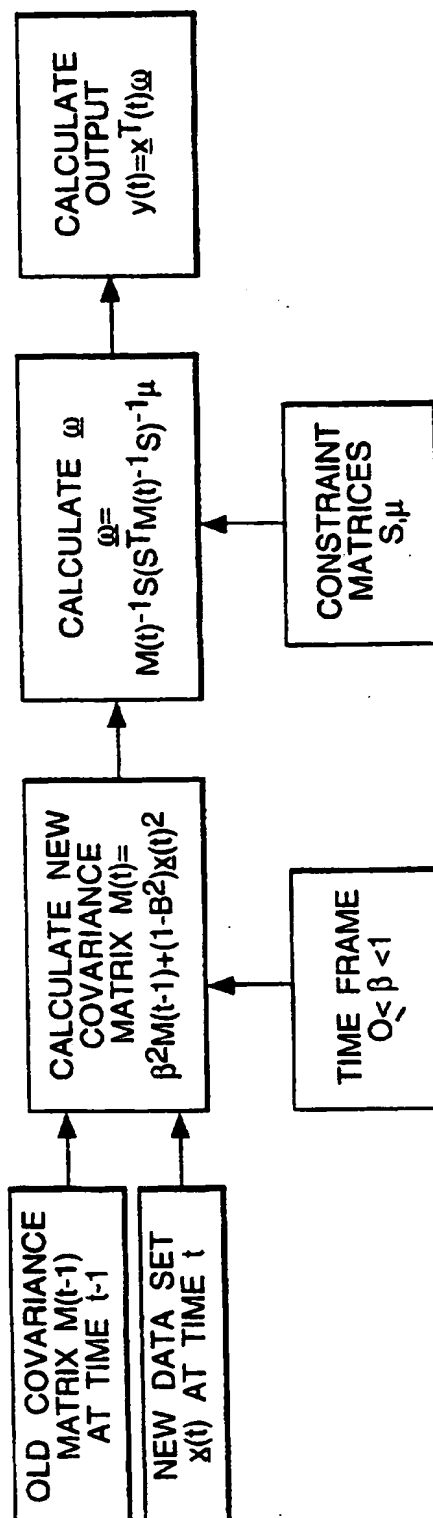 OLD COVARIANCE
MATRIX M(t-1)
AT TIME t-1
NEW DATA SET
x̲(t) AT TIME t
CALCULATE NEW
COVARIANCE
MATRIX M(t)=
β²M(t-1)+(1-B²)x̲(t)²
TIME FRAME
O≤ β <1
CALCULATE ω̲
ω̲=
M(t)⁻¹S(SᵀM(t)⁻¹S)⁻¹μ
CONSTRAINT
MATRICES
S,μ
CALCULATE
OUTPUT
y(t)=x̲ᵀ(t)ω̲